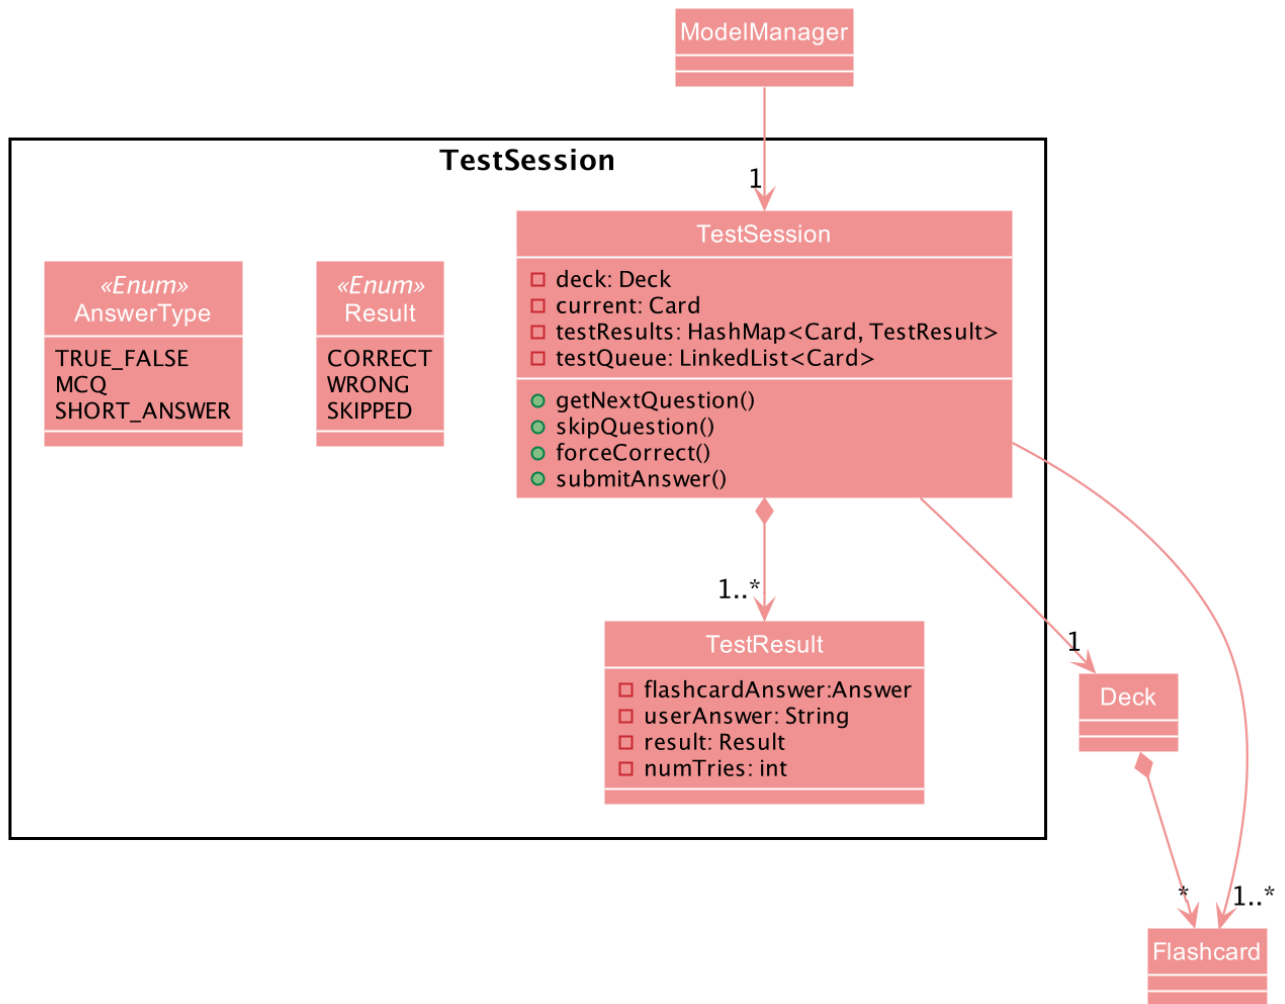 ModelManager
TestSession
1
TestSession
deck: Deck
current: Card
testResults: HashMap<Card, TestResult>
testQueue: LinkedList<Card>
getNextQuestion()
skipQuestion()
forceCorrect()
submitAnswer()
«Enum»
AnswerType
TRUE_FALSE
MCQ
SHORT_ANSWER
«Enum»
Result
CORRECT
WRONG
SKIPPED
1..*
TestResult
flashcardAnswer:Answer
userAnswer: String
result: Result
numTries: int
1
Deck
*
1..*
Flashcard